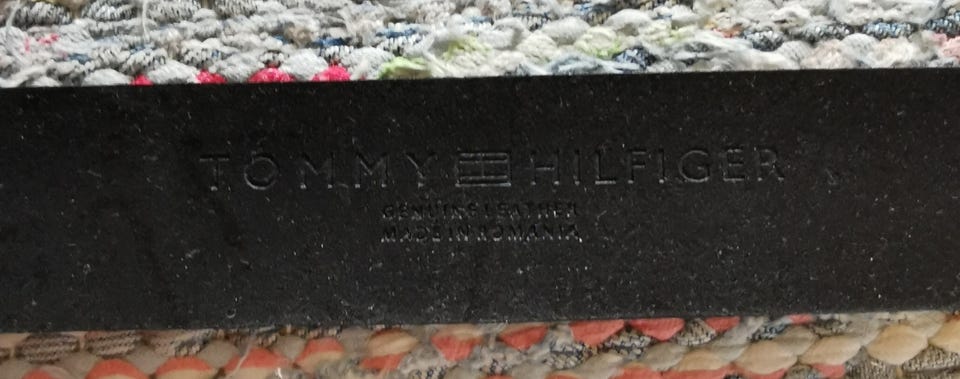 TOMMY HILFIGER
GENUINE LEATHER
MADE IN ROMANIA